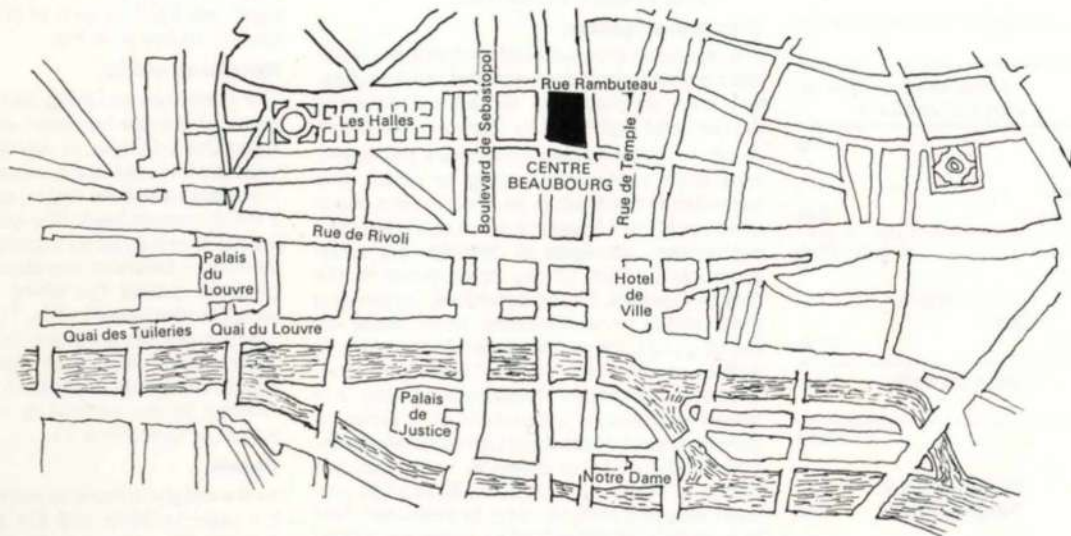 Rue Rambuteau
Les Halles
Boulevard de Sebastopol
CENTRE
BEAUBOURG
Rue de Temple
Rue de Rivoli
Palais
du
Louvre
Hotel
de
Ville
Quai des Tuileries
Quai du Louvre
Palais
de
Justice
Notre Dame